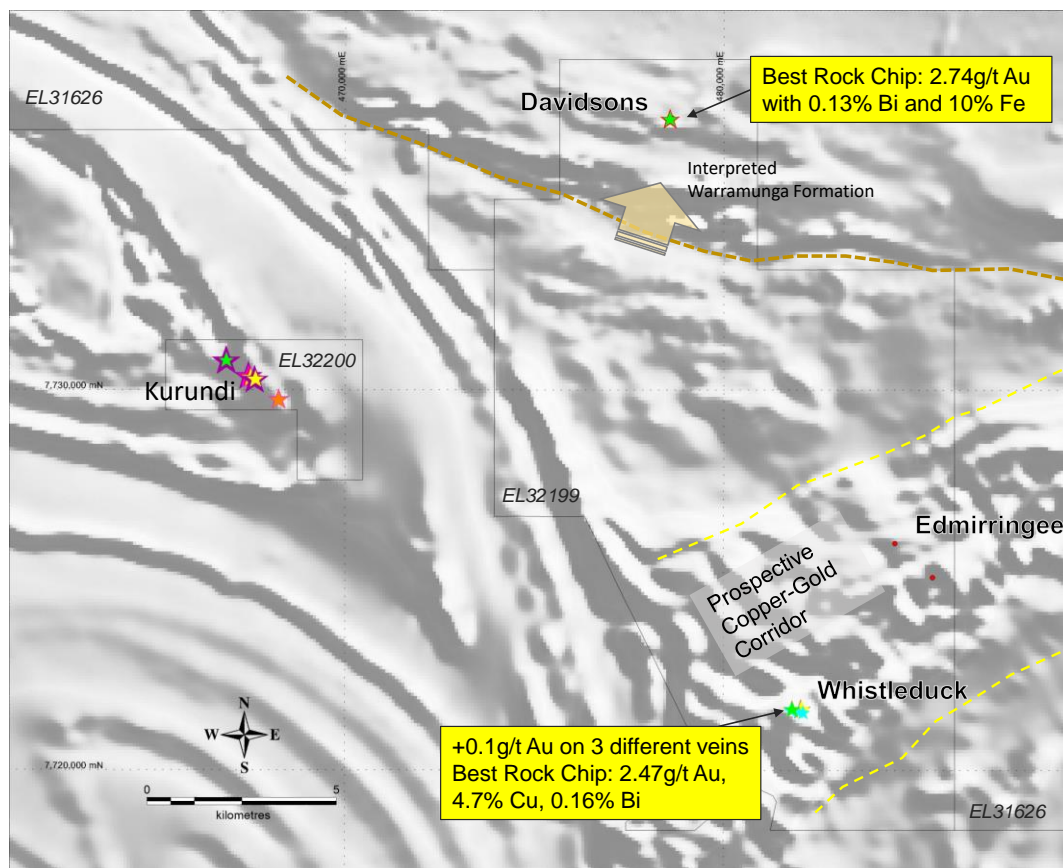 EL31626
470,000 mE
480,000 mE
Davidsons
Best Rock Chip: 2.74g/t Au
with 0.13% Bi and 10% Fe
Interpreted
Warramunga Formation
EL32200
Kurundi
7,730,000 mN
EL32199
Edmirringee
Prospective
Copper-Gold
Corridor
Whistleduck
N
W
E
S
+0.1g/t Au on 3 different veins
Best Rock Chip: 2.47g/t Au,
4.7% Cu, 0.16% Bi
7,720,000 mN
0
5
kilometres
EL31626